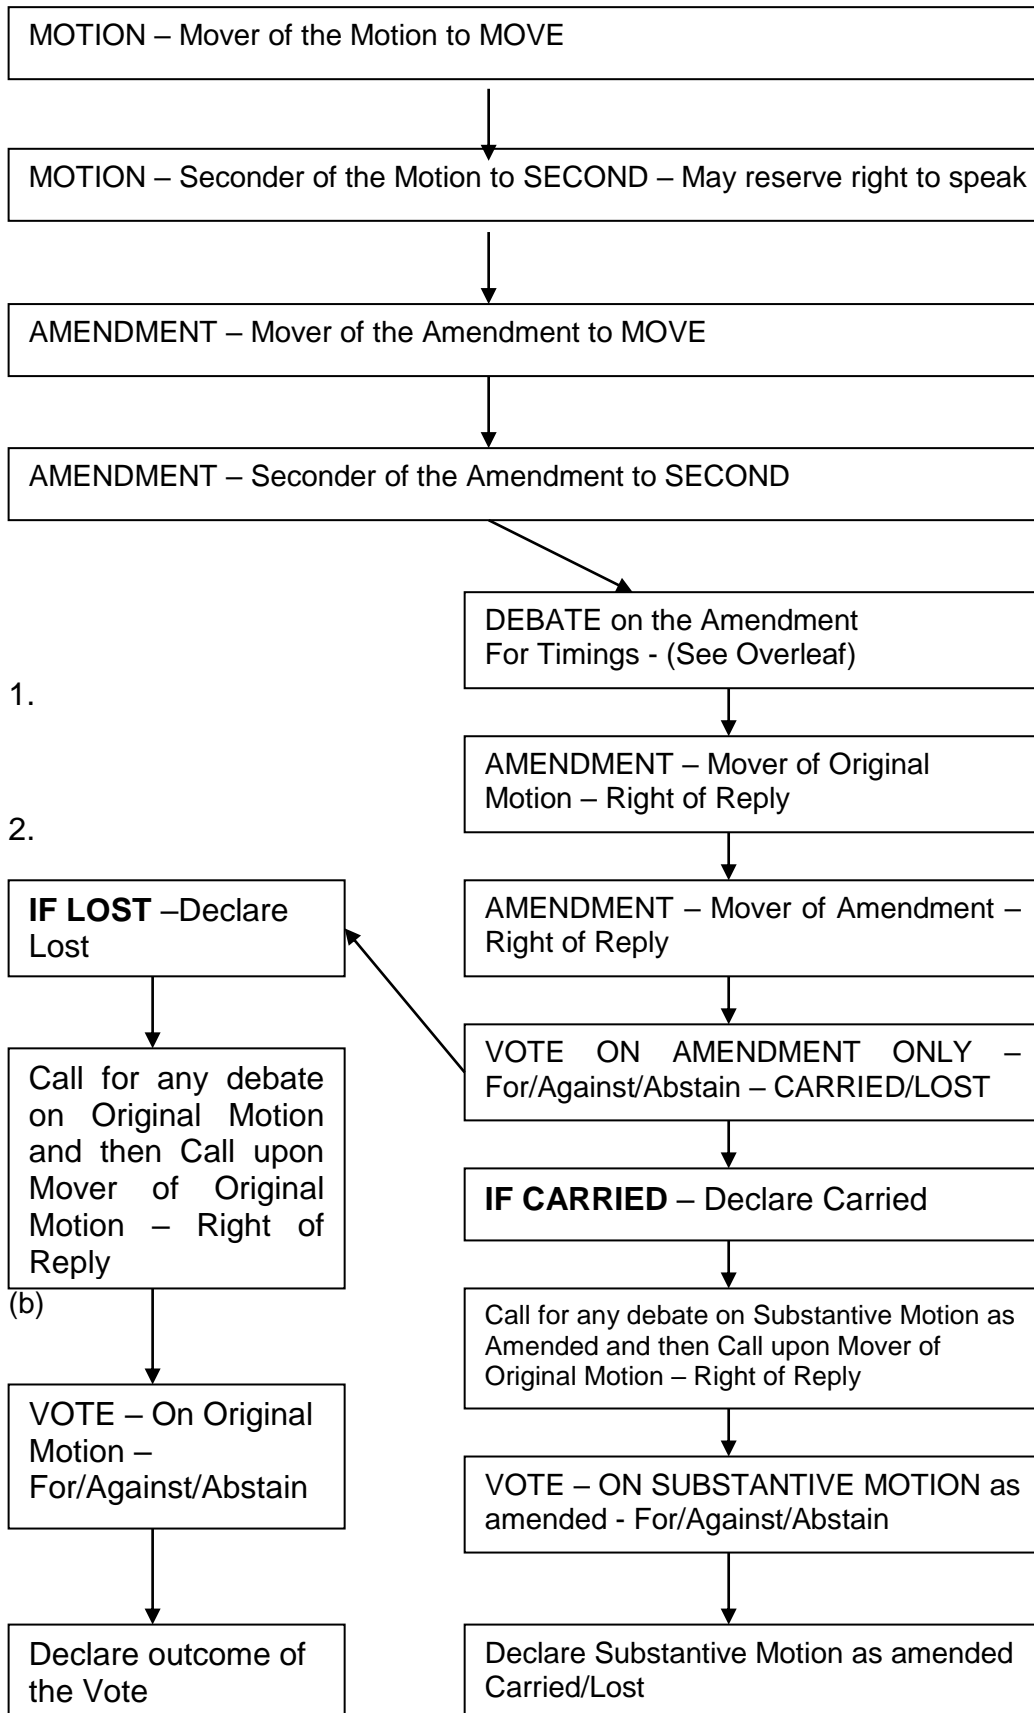 MOTION – Mover of the Motion to MOVE
MOTION – Seconder of the Motion to SECOND – May reserve right to speak
AMENDMENT – Mover of the Amendment to MOVE
AMENDMENT – Seconder of the Amendment to SECOND
DEBATE on the Amendment
For Timings - (See Overleaf)
1.
AMENDMENT – Mover of Original
Motion – Right of Reply
2.
AMENDMENT – Mover of Amendment –
Right of Reply
VOTE ON AMENDMENT ONLY –
For/Against/Abstain – CARRIED/LOST
IF LOST –Declare
Lost
Call for any debate
on Original Motion
and then Call upon
Mover of Original
Motion – Right of
Reply
(b)
VOTE – On Original
Motion –
For/Against/Abstain
Declare outcome of
the Vote
IF CARRIED – Declare Carried
Call for any debate on Substantive Motion as
Amended and then Call upon Mover of
Original Motion – Right of Reply
VOTE – ON SUBSTANTIVE MOTION as
amended - For/Against/Abstain
Declare Substantive Motion as amended
Carried/Lost